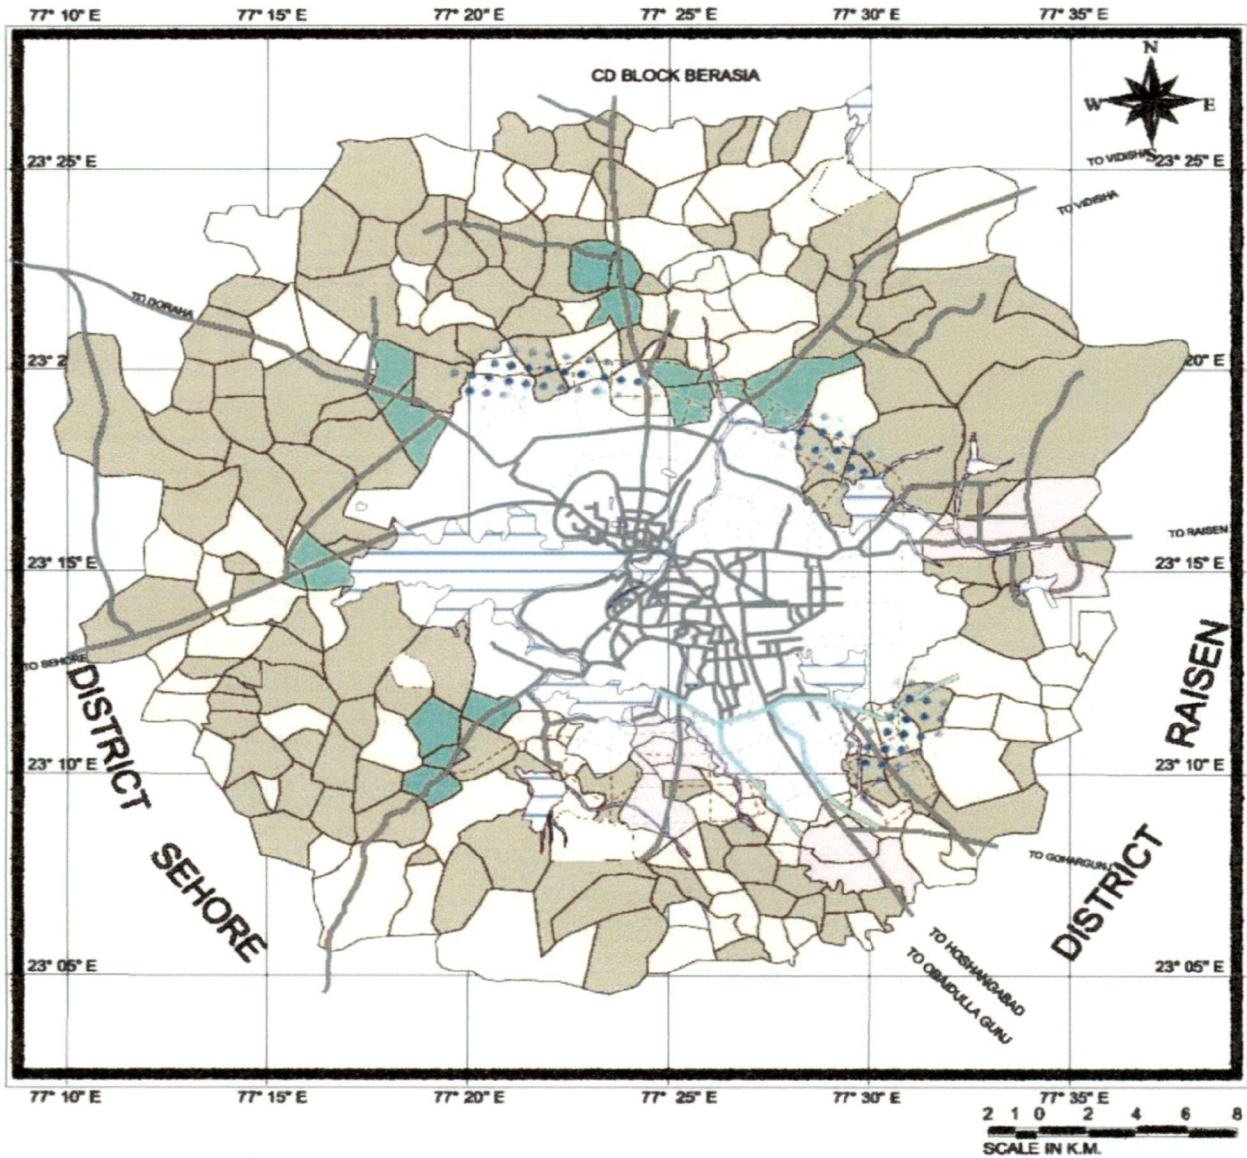 77° 10' E 77° 15' E 77° 20' E 77° 25' E 77° 30' E 77° 35' E
N
W E
S
CD BLOCK BERASIA
TO VIDISHA
23° 25' E 23° 25' E
TO VIDISHA
TO DORAHA
23° 2 20' E
TO RAISEN
23° 15' E 23° 15' E
TO SEHORE
DISTRICT
SEHORE
RAISEN
DISTRICT
23° 10' E 23° 10' E
TO GOHARGUNJ
TO HOSHANGABAD
TO OBAIDULLA GUNJ
23° 05' E 23° 05' E
77° 10' E 77° 15' E 77° 20' E 77° 25' E 77° 30' E 77° 35' E
2 1 0 2 4 6 8
SCALE IN K.M.